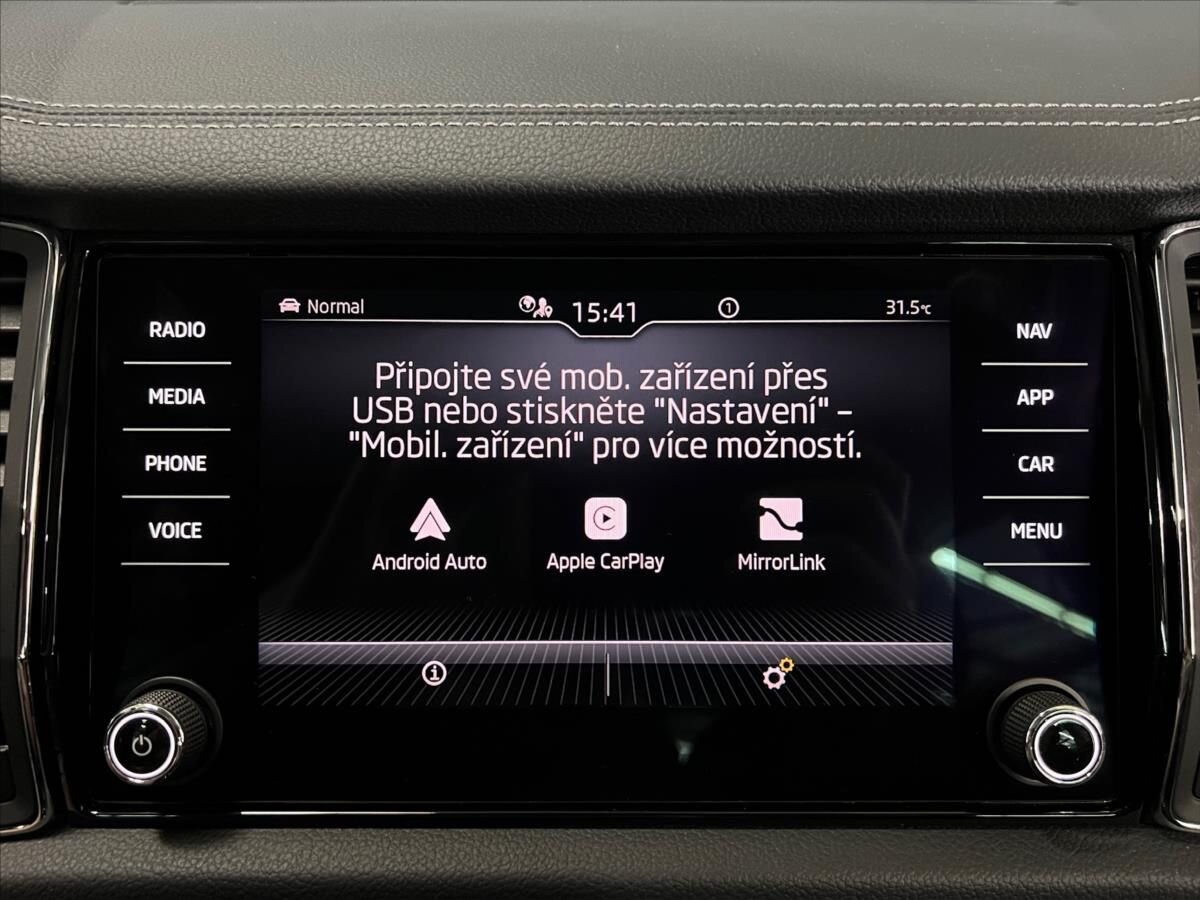 Normal 15:41 1 31.5°C
RADIO
MEDIA
PHONE
VOICE
Připojte své mob. zařízení přes
USB nebo stiskněte "Nastavení" –
"Mobil. zařízení" pro více možností.
Android Auto Apple CarPlay MirrorLink
NAV
APP
CAR
MENU